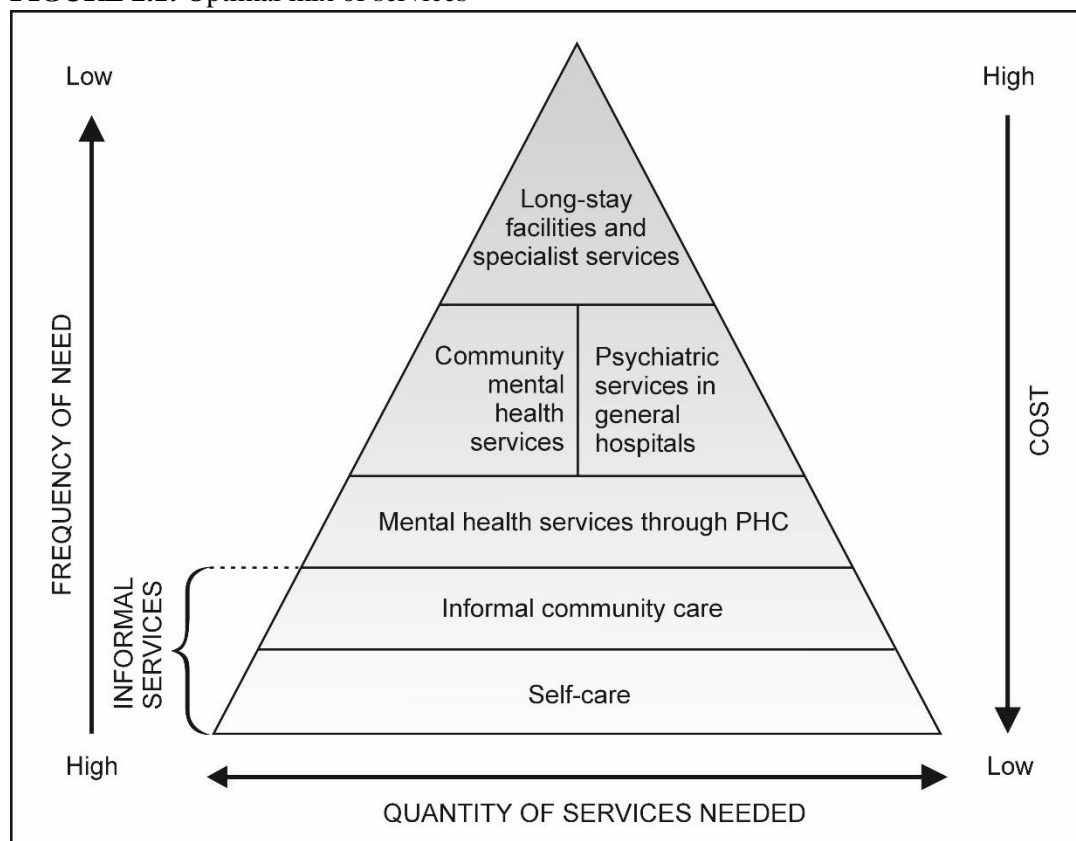 FIGURE Optimal mix of services
Low
High
Long-stay
facilities and
specialist services
Community
mental
health
services
Psychiatric
services in
general
hospitals
FREQUENCY OF NEED
COST
Mental health services through PHC
INFORMAL
SERVICES
Informal community care
Self-care
High
Low
QUANTITY OF SERVICES NEEDED